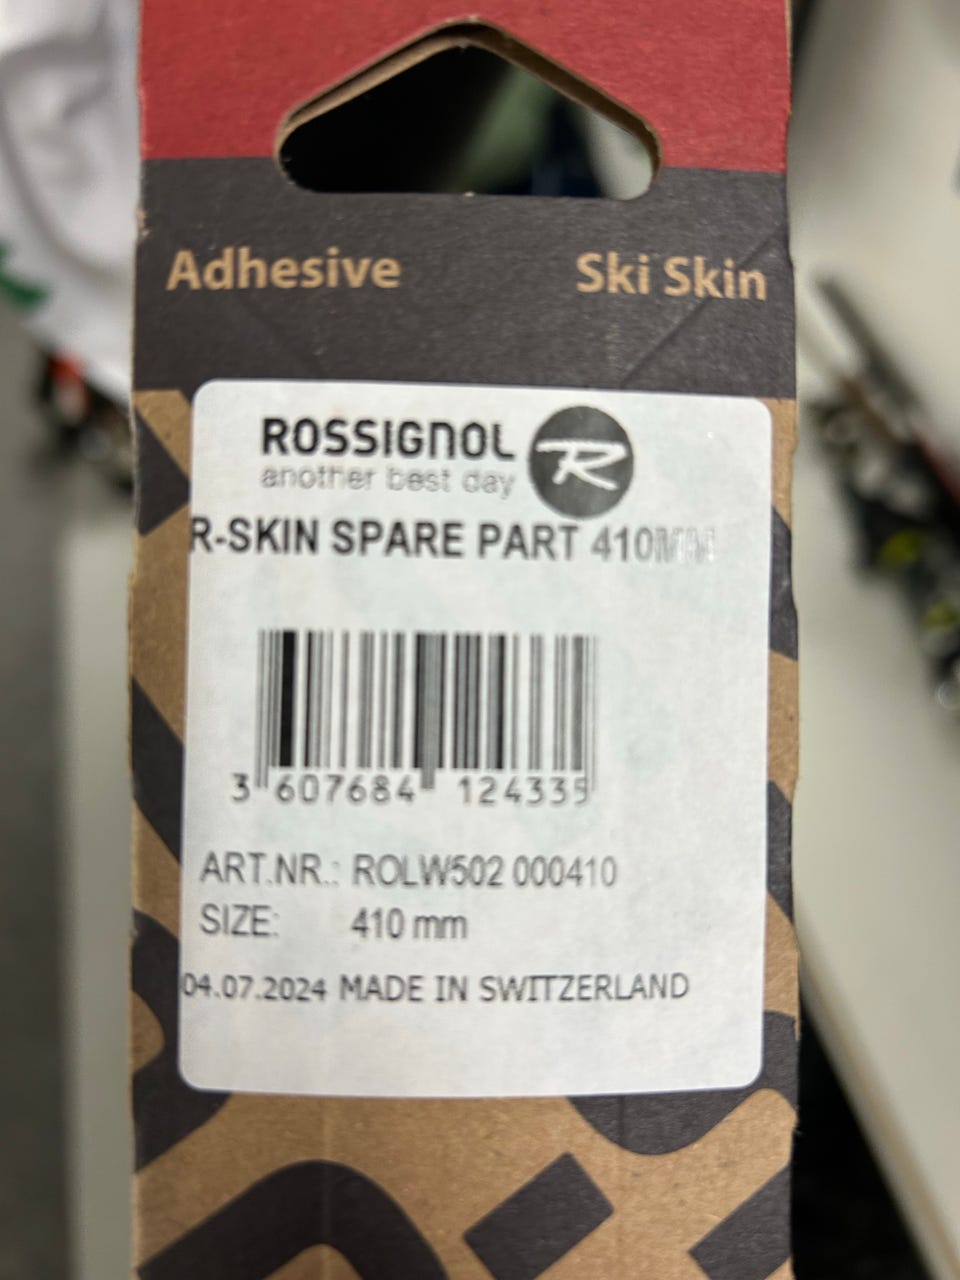 Adhesive Ski Skin
ROSSIGNOL R
another best day
R-SKIN SPARE PART 410MM
3 607684 124335
ART.NR.: ROLW502 000410
SIZE: 410 mm
04.07.2024 MADE IN SWITZERLAND